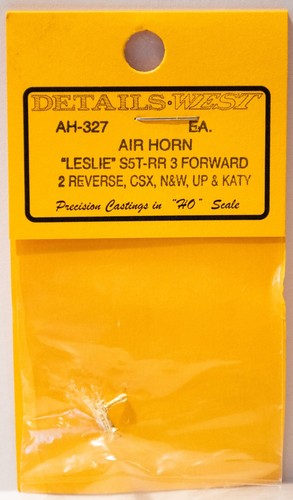 DETAILS·WEST
AH-327 EA.
AIR HORN
"LESLIE" S5T-RR 3 FORWARD
2 REVERSE, CSX, N&W, UP & KATY
Precision Castings in "HO" Scale